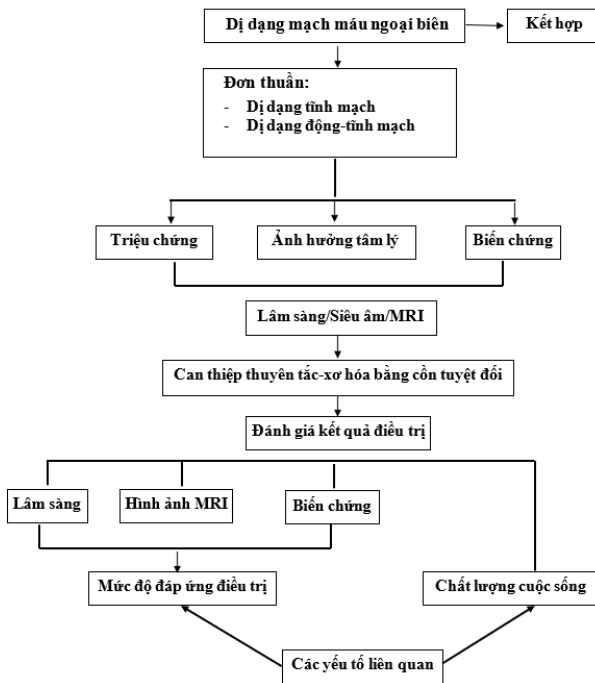 Dị dạng mạch máu ngoại biên
Kết hợp
Đơn thuần:
- Dị dạng tĩnh mạch
- Dị dạng động-tĩnh mạch
Triệu chứng
Ảnh hưởng tâm lý
Biến chứng
Lâm sàng/Siêu âm/MRI
Can thiệp thuyên tắc-xơ hóa bằng cồn tuyệt đối
Đánh giá kết quả điều trị
Lâm sàng
Hình ảnh MRI
Biến chứng
Mức độ đáp ứng điều trị
Chất lượng cuộc sống
Các yếu tố liên quan